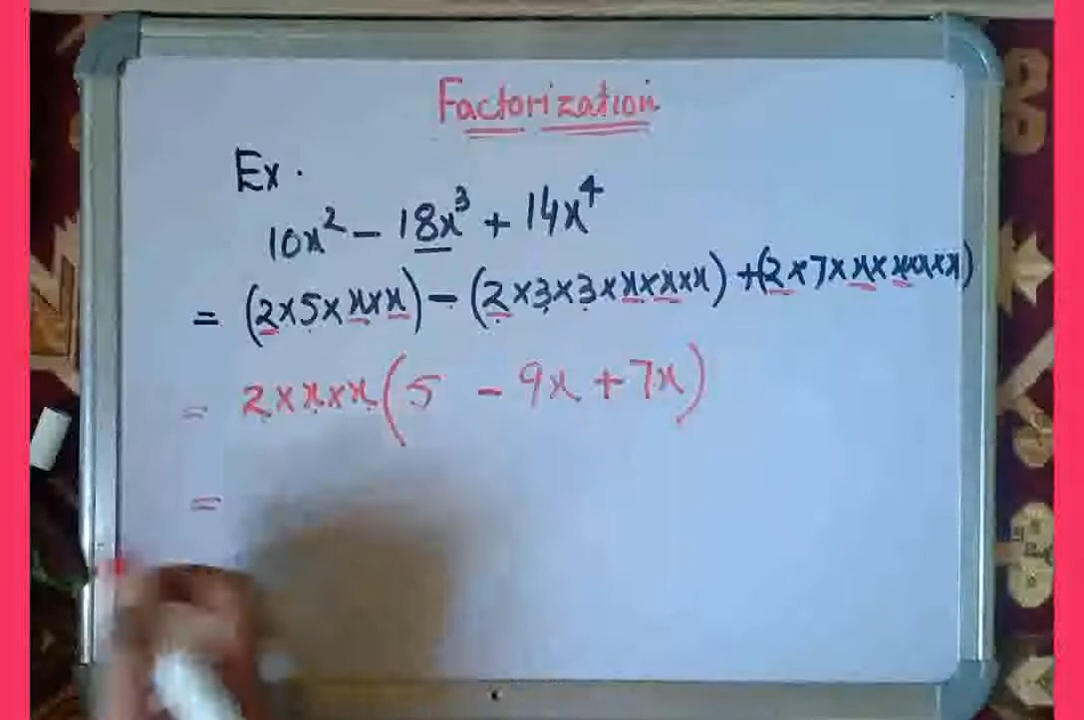 Factorization
Ex.
10x² - 18x³ + 14x⁴
= (2×5×x×x) - (2×3×3×x×x×x) + (2×7×x×x×x×x)
= 2×x×x(5 - 9x + 7x)
=